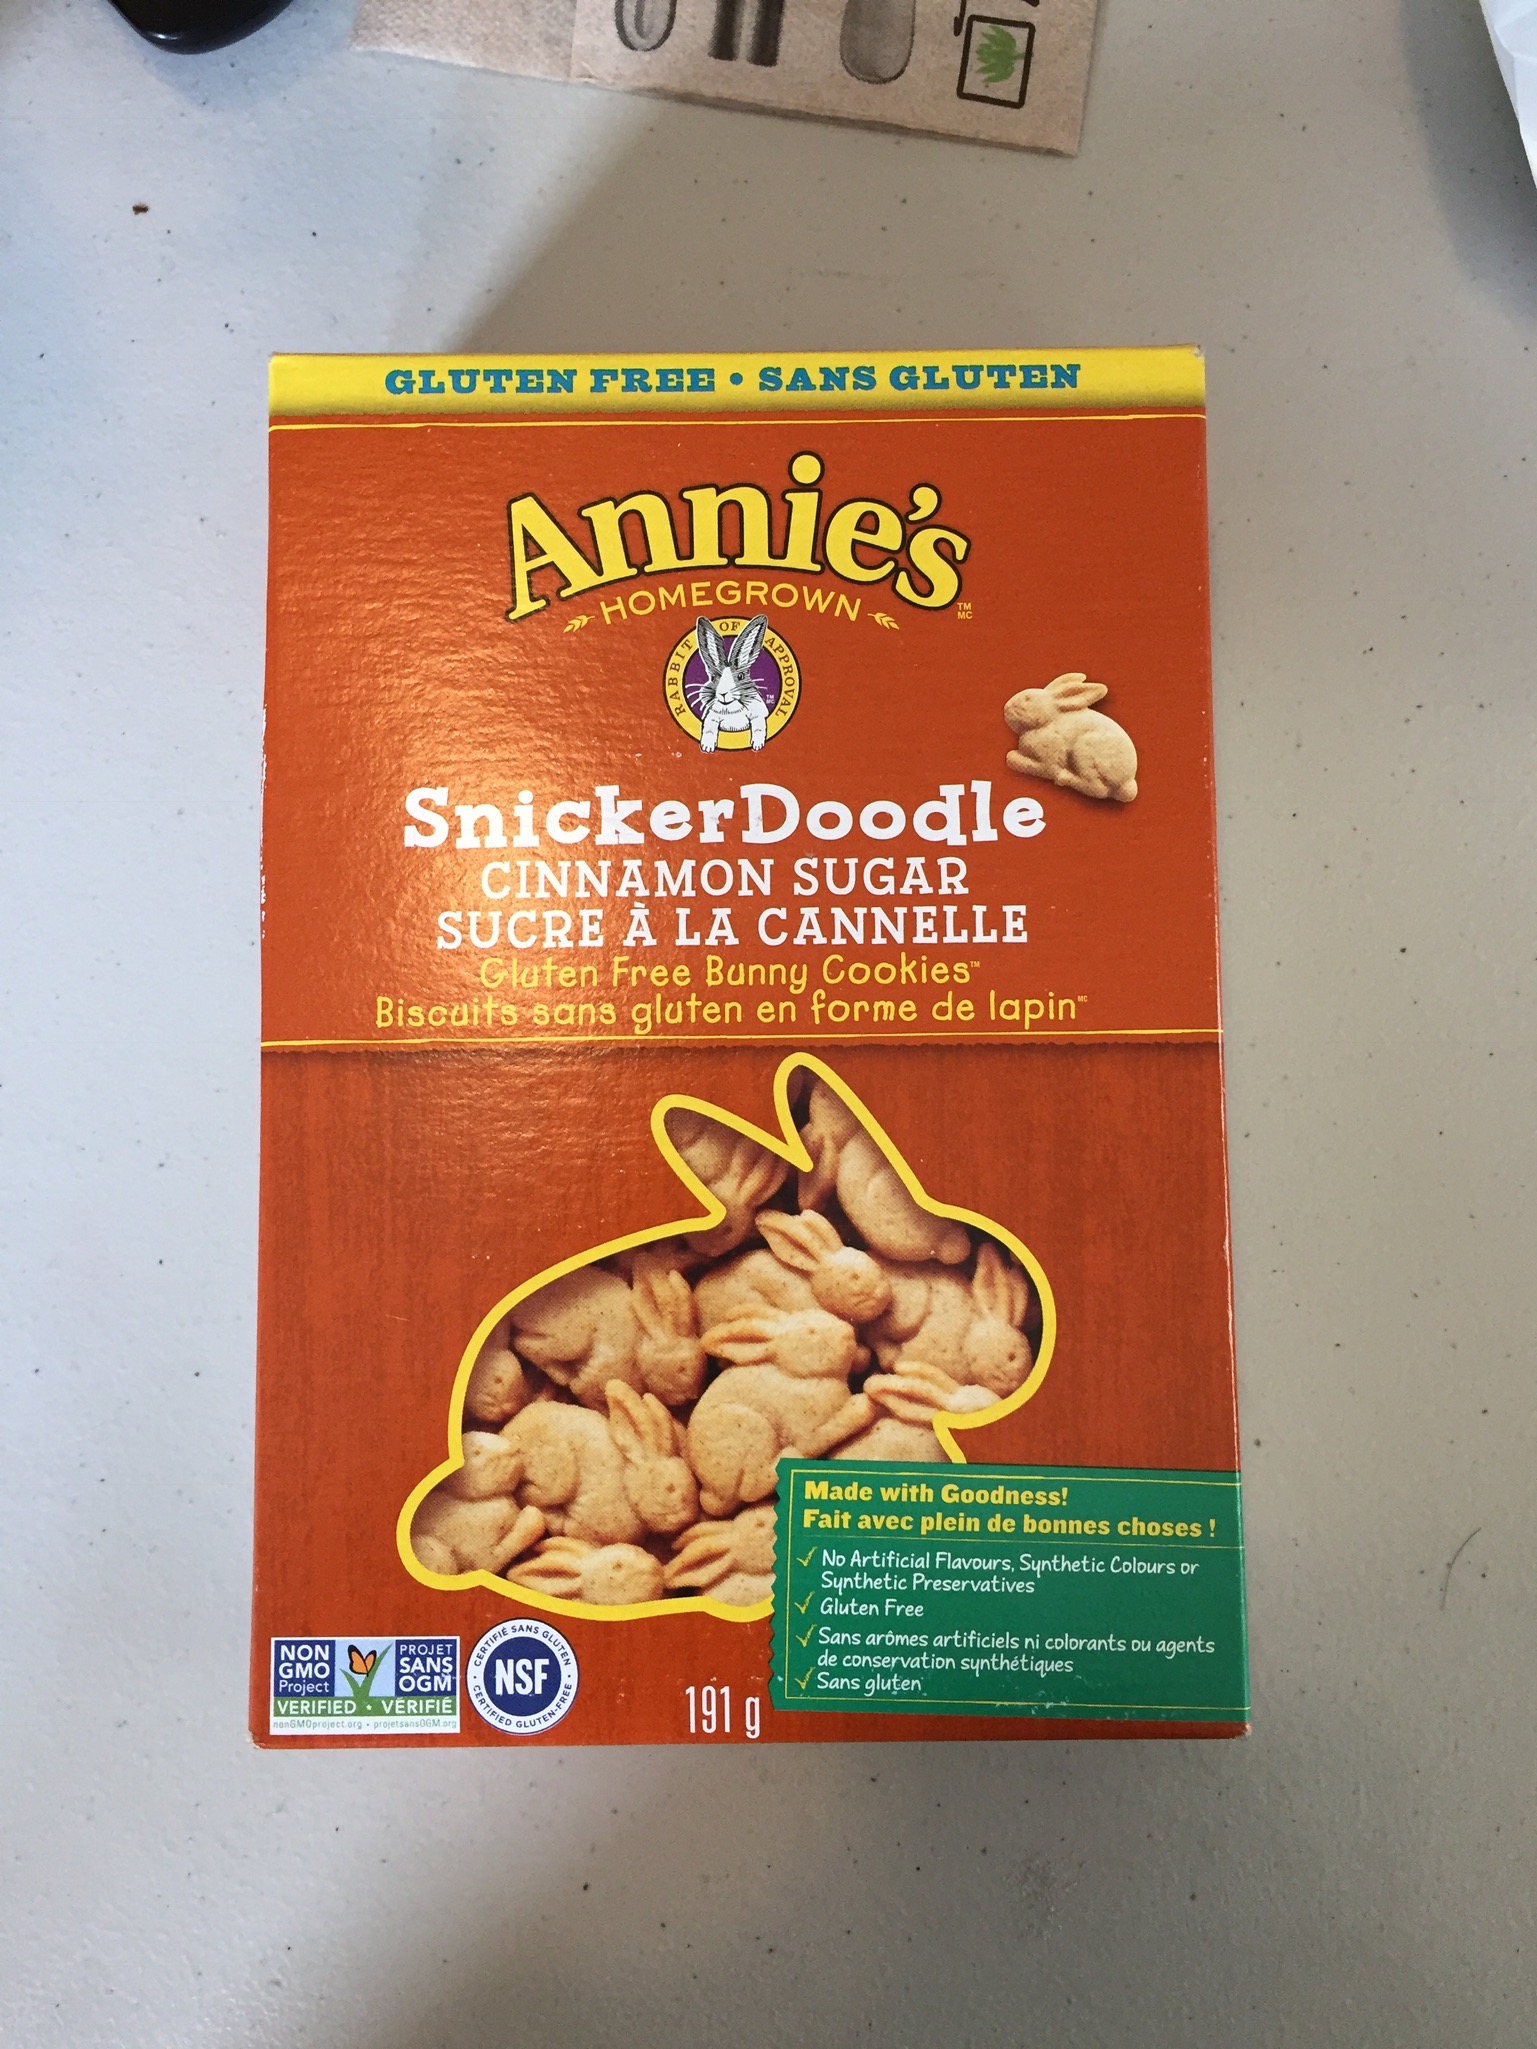 GLUTEN FREE • SANS GLUTEN
Annie's
HOMEGROWN
TM
MC
RABBIT OF APPROVAL
TM
MC
SnickerDoodle
CINNAMON SUGAR
SUCRE À LA CANNELLE
Gluten Free Bunny Cookies™
Biscuits sans gluten en forme de lapin MC
Made with Goodness!
Fait avec plein de bonnes choses !
✓ No Artificial Flavours, Synthetic Colours or
Synthetic Preservatives
✓ Gluten Free
✓ Sans arômes artificiels ni colorants ou agents
de conservation synthétiques
✓ Sans gluten
NON
GMO
Project
PROJET
SANS
OGM
VERIFIED • VÉRIFIÉ
nonGMOproject.org • projetsansOGM.org
CERTIFIÉ SANS GLUTEN
NSF
CERTIFIED GLUTEN-FREE
191 g